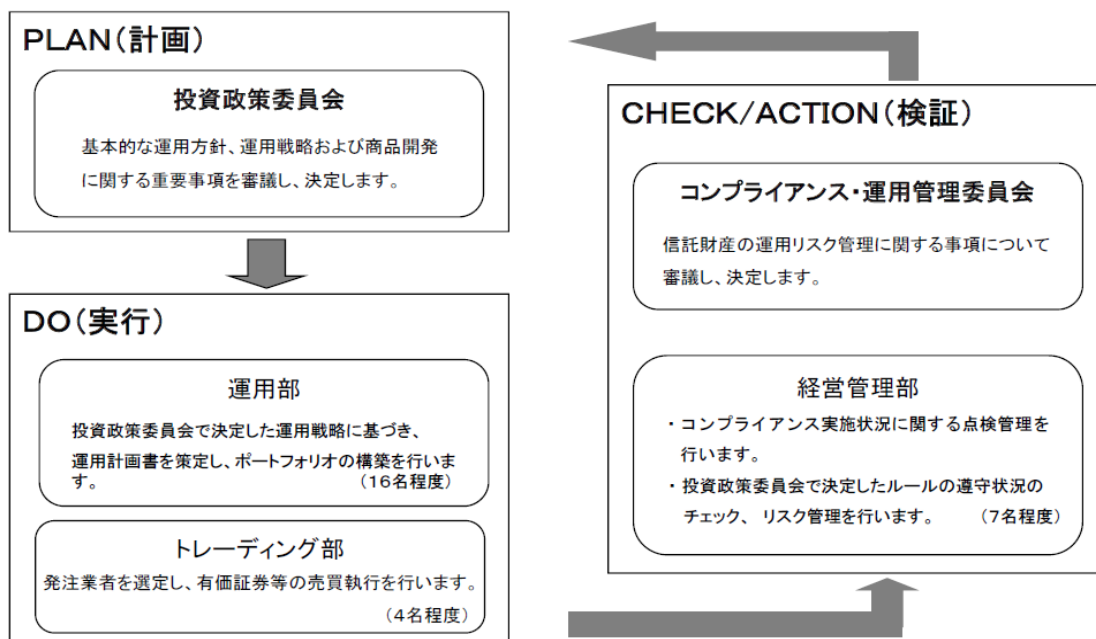 PLAN(計画)
投資政策委員会
基本的な運用方針、運用戦略および商品開発
に関する重要事項を審議し、決定します。
DO(実行)
運用部
投資政策委員会で決定した運用戦略に基づき、
運用計画書を策定し、ポートフォリオの構築を行いま
す。 (16名程度)
トレーディング部
発注業者を選定し、有価証券等の売買執行を行います。
(4名程度)
CHECK/ACTION(検証)
コンプライアンス・運用管理委員会
信託財産の運用リスク管理に関する事項について
審議し、決定します。
経営管理部
・コンプライアンス実施状況に関する点検管理を
行います。
・投資政策委員会で決定したルールの遵守状況の
チェック、 リスク管理を行います。 (7名程度)